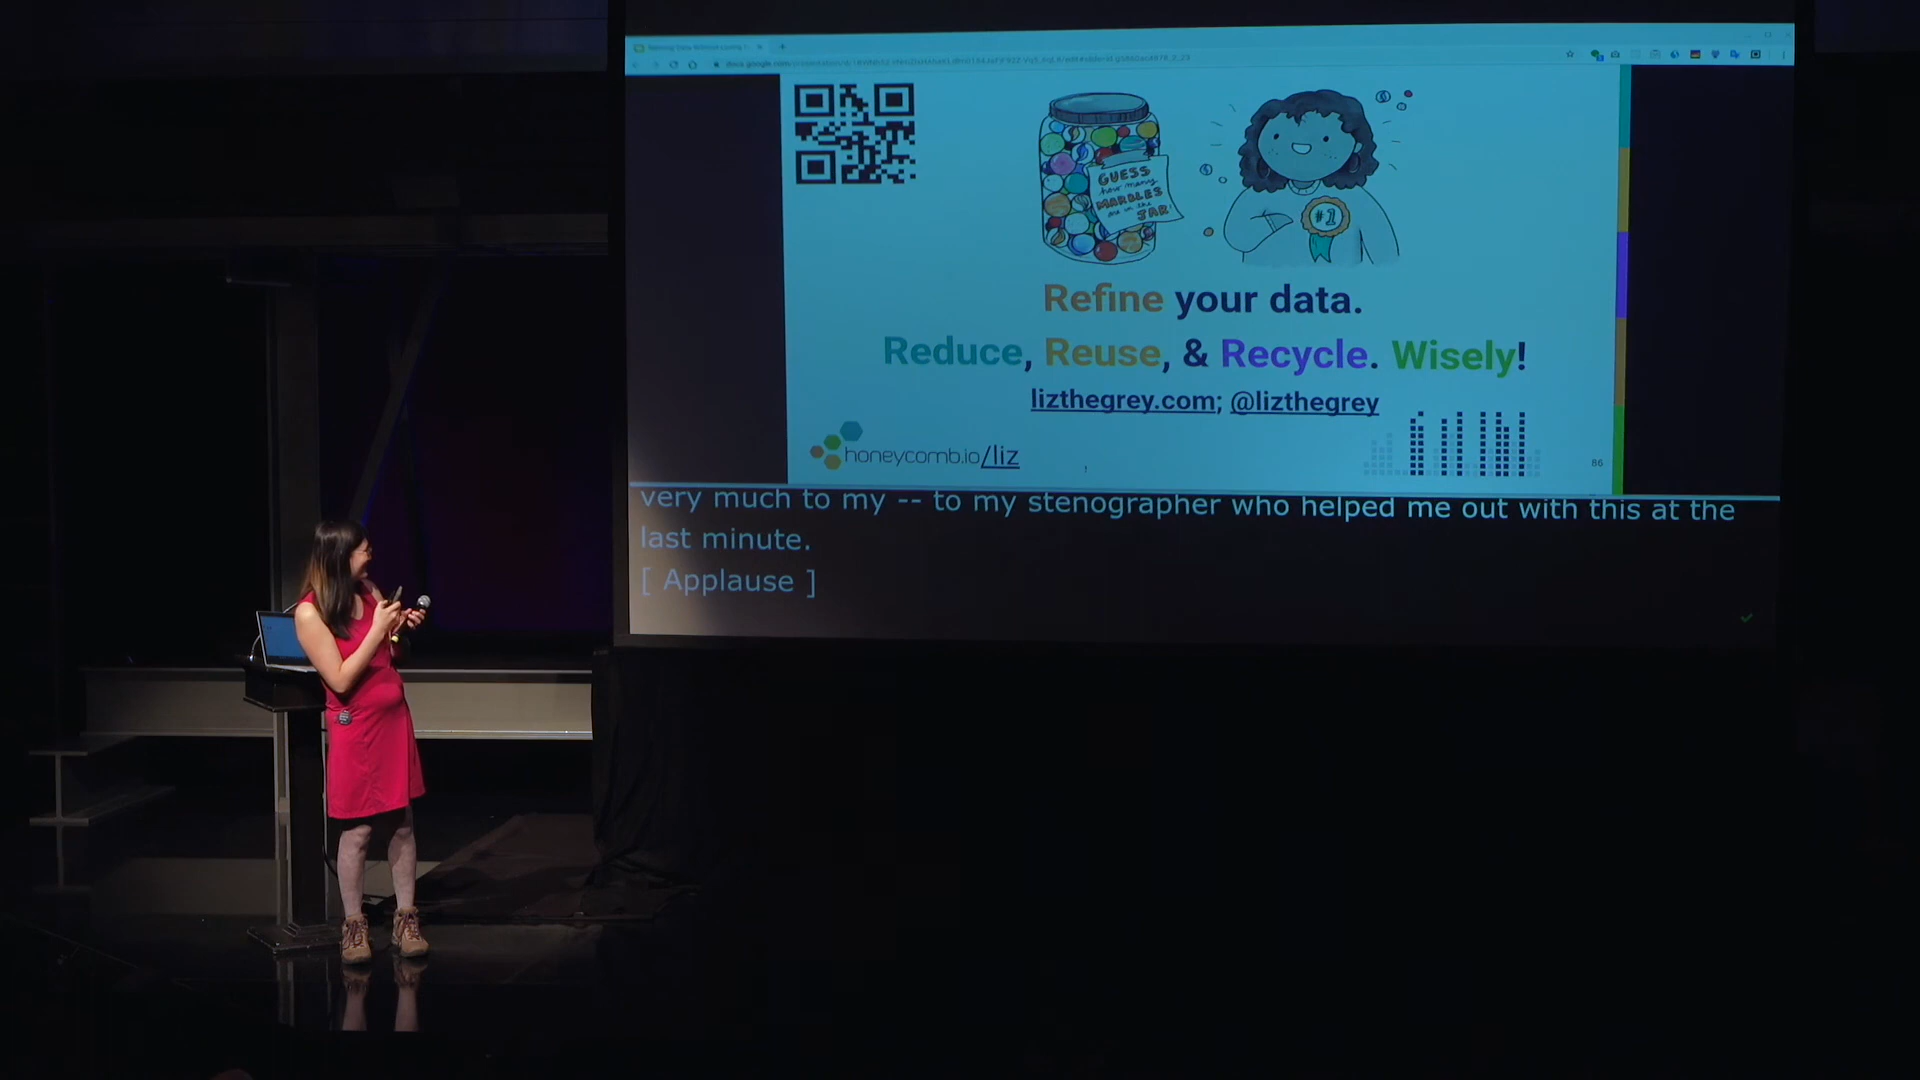 GUESS
how many
MARBLES
are in the
JAR!
#1
Refine your data.
Reduce, Reuse, & Recycle. Wisely!
lizthegrey.com; @lizthegrey
honeycomb.io/liz
86
very much to my -- to my stenographer who helped me out with this at the
last minute.
[ Applause ]